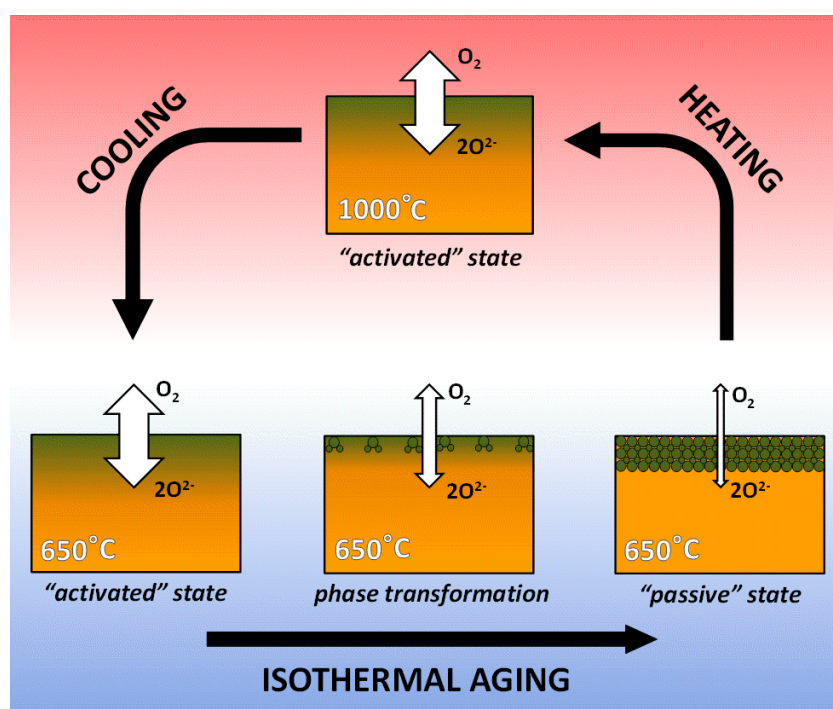 O₂
2O²⁻
1000°C
“activated” state
COOLING
HEATING
O₂
2O²⁻
650°C
“activated” state
O₂
2O²⁻
650°C
phase transformation
O₂
2O²⁻
650°C
“passive” state
ISOTHERMAL AGING